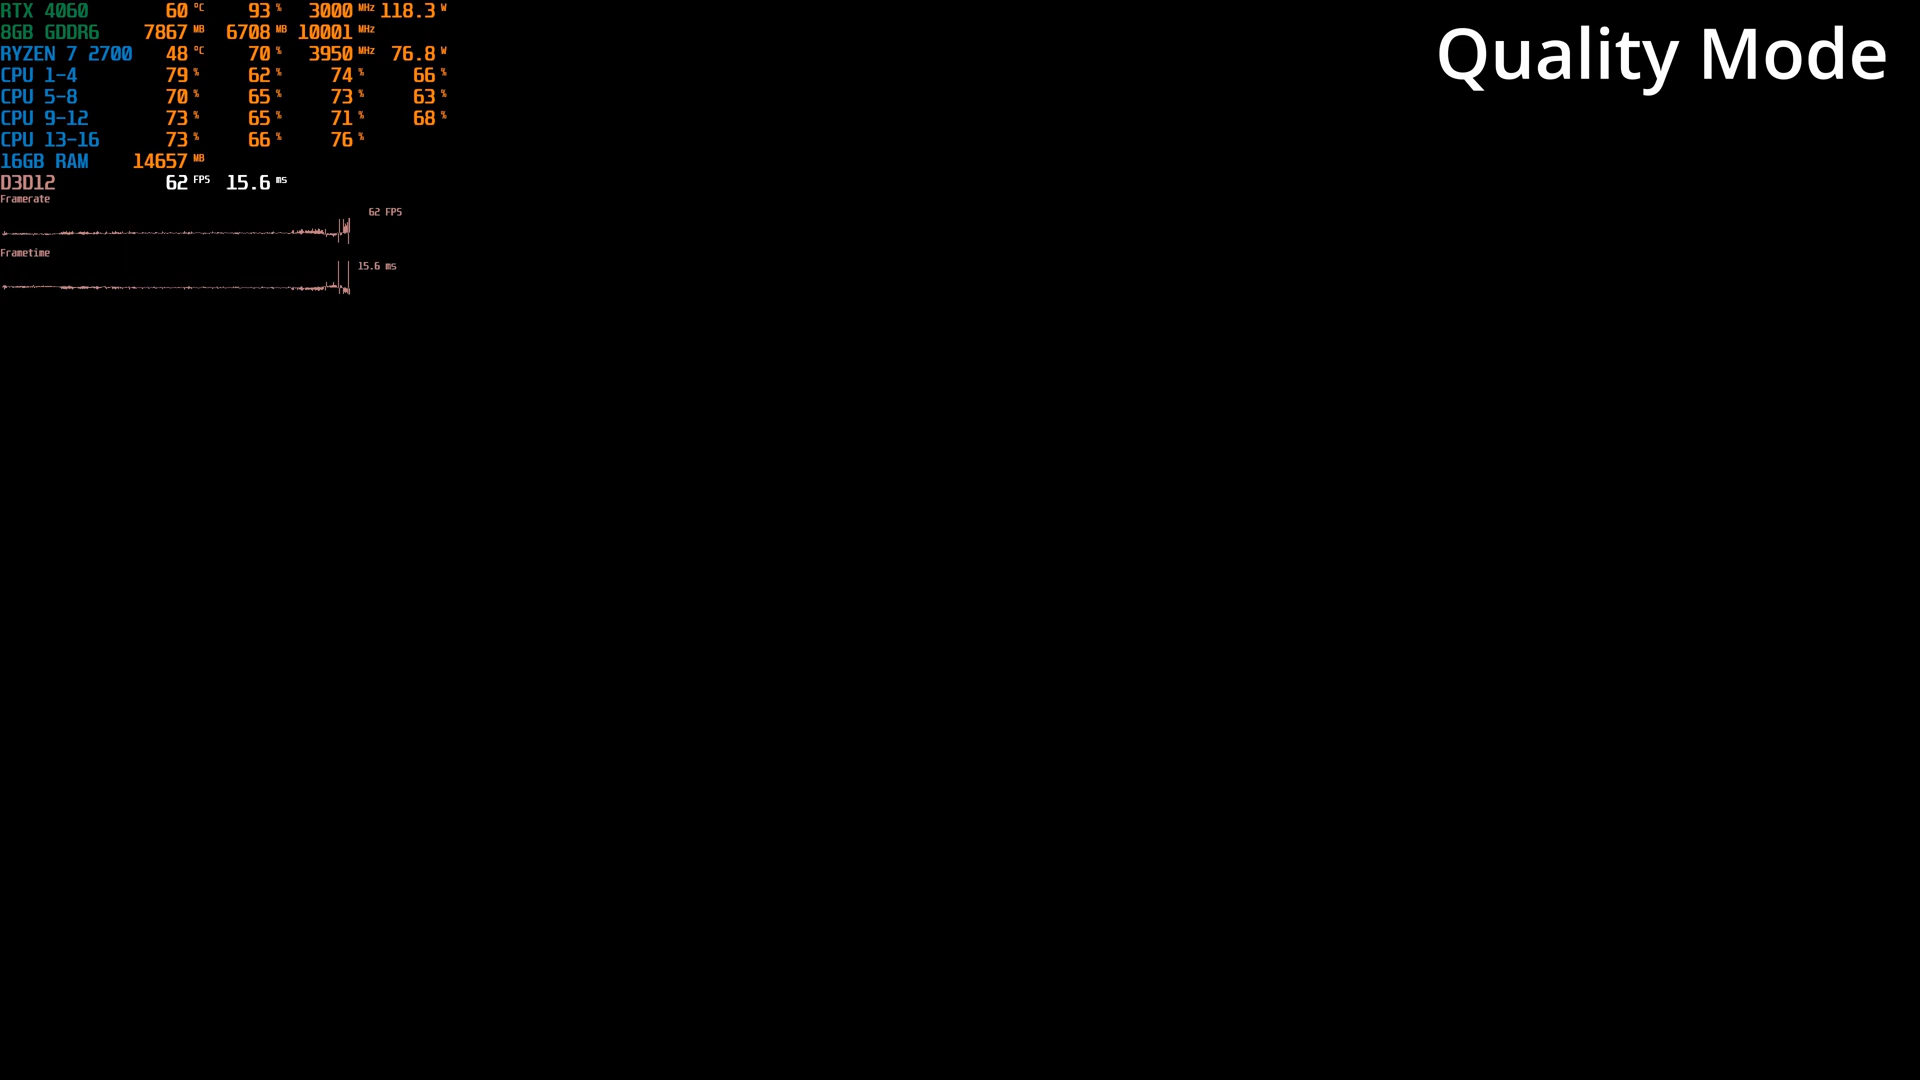 RTX 4060 60 °C 93 % 3000 MHz 118.3 W
8GB GDDR6 7867 MB 6708 MB 10001 MHz
RYZEN 7 2700 48 °C 70 % 3950 MHz 76.8 W
CPU 1-4 79 % 62 % 74 % 66 %
CPU 5-8 70 % 65 % 73 % 63 %
CPU 9-12 73 % 65 % 71 % 68 %
CPU 13-16 73 % 66 % 76 %
16GB RAM 14657 MB
D3D12 62 FPS 15.6 ms
Framerate
62 FPS
Frametime
15.6 ms
Quality Mode